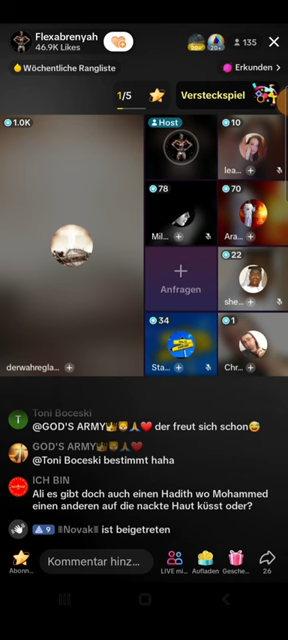 Flexabrenyah
46.9K Likes
20+
135
Wöchentliche Rangliste
Erkunden >
1/5
Versteckspiel
1.0K
Host
10
lea...
78
70
Mil...
Ara...
Anfragen
22
she...
34
1
derwahregla...
Sta...
Chr...
Toni Boceski
@GOD'S ARMY👑🦁🙏❤️ der freut sich schon😅
GOD'S ARMY👑🦁🙏❤️
@Toni Boceski bestimmt haha
ICH BIN
Ali es gibt doch auch einen Hadith wo Mohammed
einen anderen auf die nackte Haut küsst oder?
9 Novak ist beigetreten
Kommentar hinz...
Abonn...
LIVE mi...
Aufladen
Gesche...
26